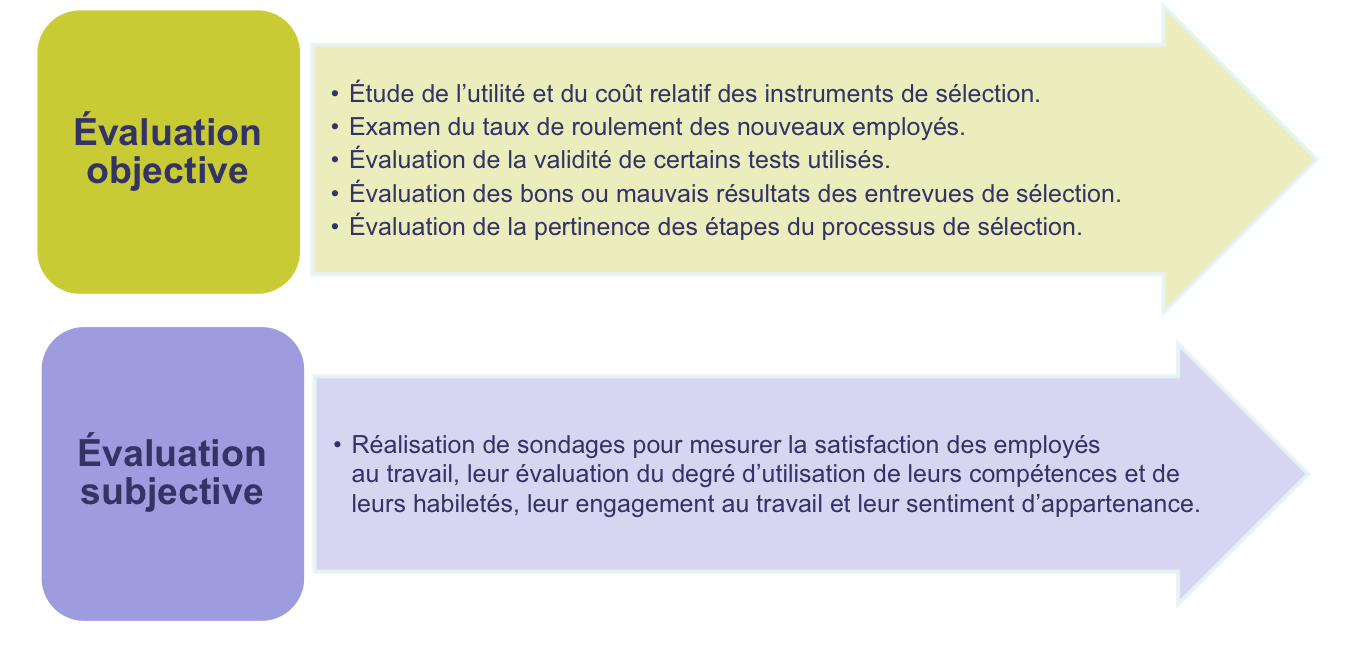 Évaluation
objective
• Étude de l’utilité et du coût relatif des instruments de sélection.
• Examen du taux de roulement des nouveaux employés.
• Évaluation de la validité de certains tests utilisés.
• Évaluation des bons ou mauvais résultats des entrevues de sélection.
• Évaluation de la pertinence des étapes du processus de sélection.
Évaluation
subjective
• Réalisation de sondages pour mesurer la satisfaction des employés
au travail, leur évaluation du degré d’utilisation de leurs compétences et de
leurs habiletés, leur engagement au travail et leur sentiment d’appartenance.